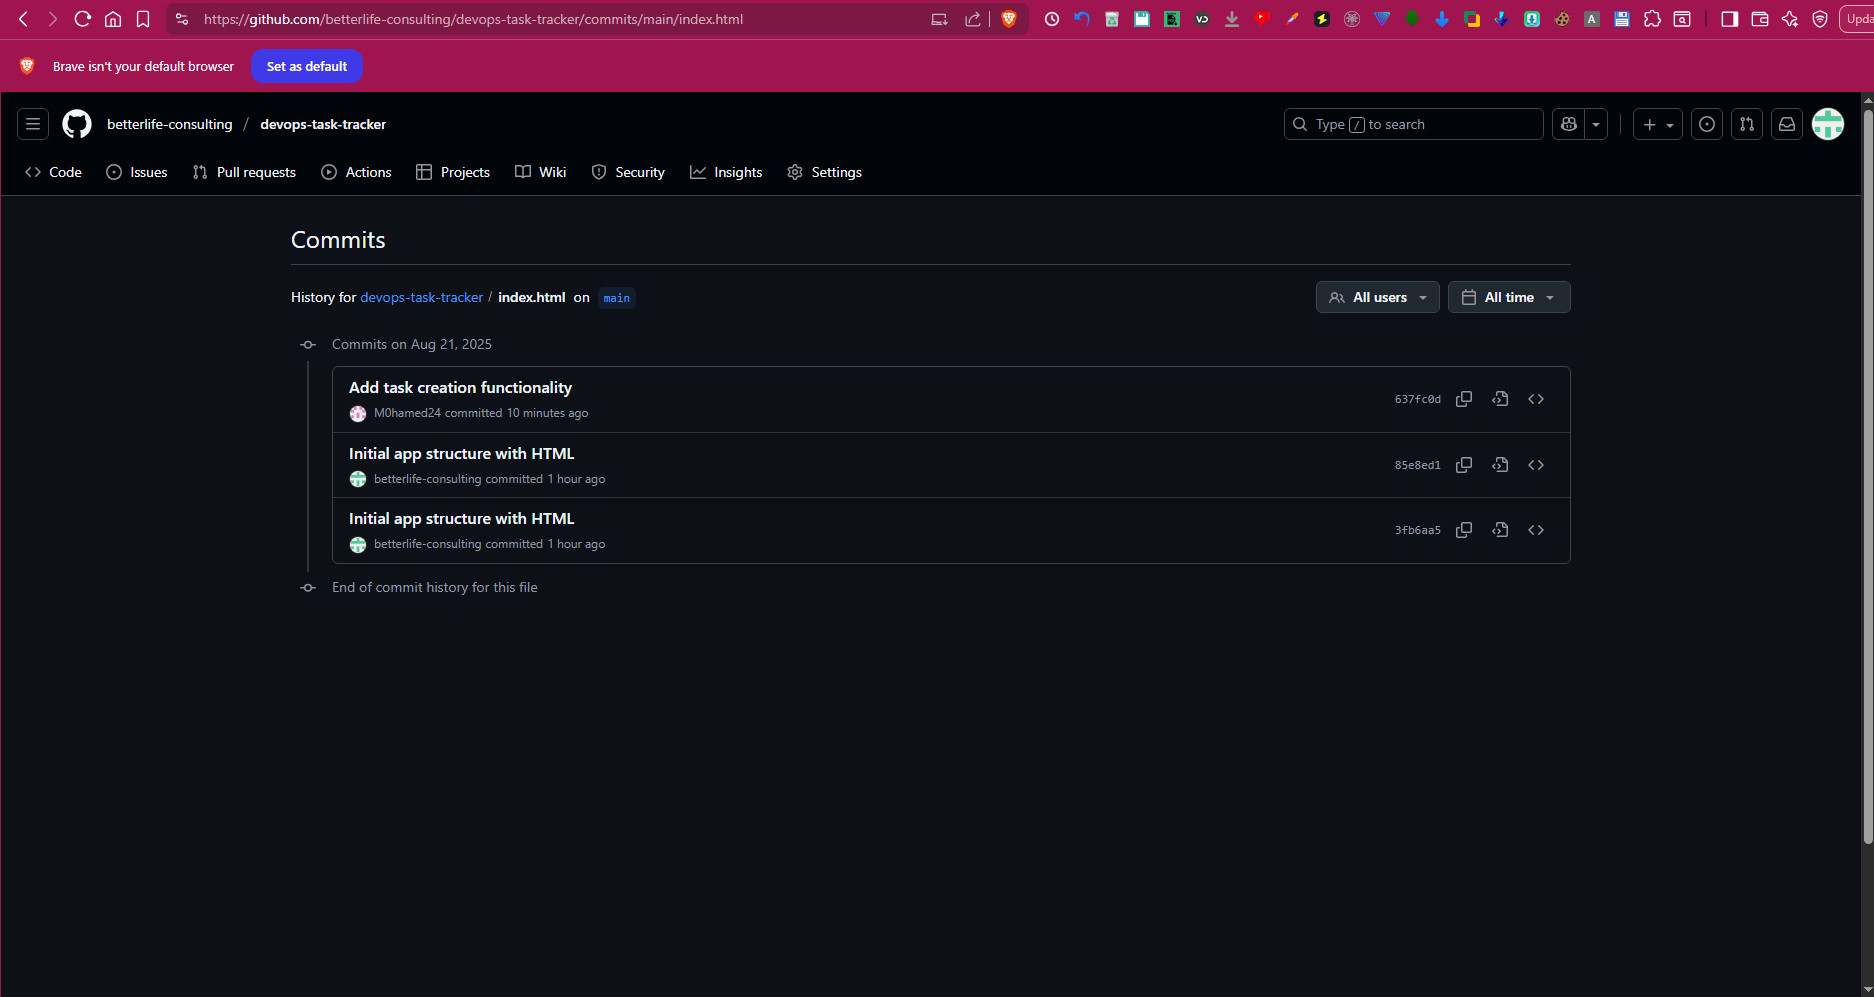 https://github.com/betterlife-consulting/devops-task-tracker/commits/main/index.html
Brave isn't your default browser Set as default
betterlife-consulting / devops-task-tracker Type / to search
Code Issues Pull requests Actions Projects Wiki Security Insights Settings
Commits
History for devops-task-tracker / index.html on main All users All time
Commits on Aug 21, 2025
Add task creation functionality
M0hamed24 committed 10 minutes ago 637fc0d
Initial app structure with HTML
betterlife-consulting committed 1 hour ago 85e8ed1
Initial app structure with HTML
betterlife-consulting committed 1 hour ago 3fb6aa5
End of commit history for this file